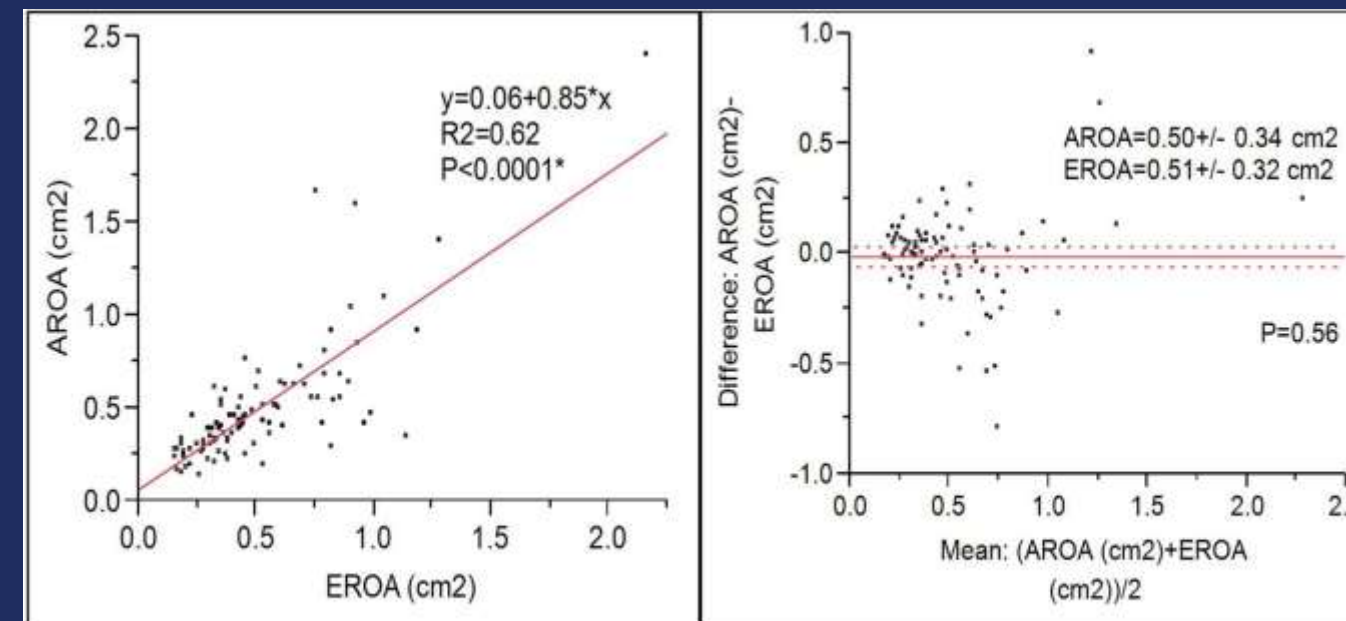 2.5
2.0
1.5
1.0
0.5
0.0
AROA (cm2)
y=0.06+0.85*x
R2=0.62
P<0.0001*
0.0 0.5 1.0 1.5 2.0
EROA (cm2)
1.0
0.5
0.0
-0.5
-1.0
Difference: AROA (cm2)-
EROA (cm2)
AROA=0.50+/- 0.34 cm2
EROA=0.51+/- 0.32 cm2
P=0.56
0.0 0.5 1.0 1.5 2.0
Mean: (AROA (cm2)+EROA
(cm2))/2